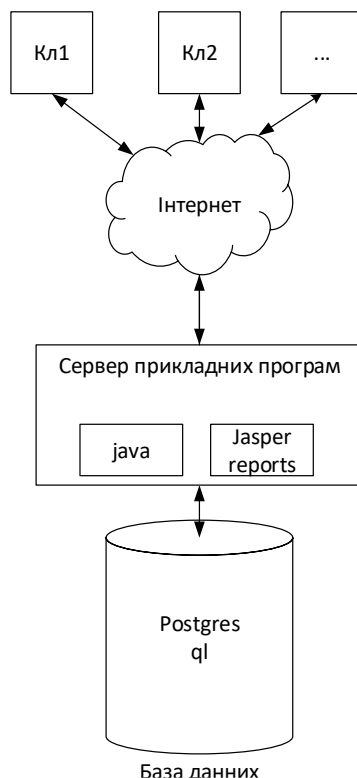 Кл1
Кл2
...
Інтернет
Сервер прикладних програм
java
Jasper
reports
Postgres
ql
База данних